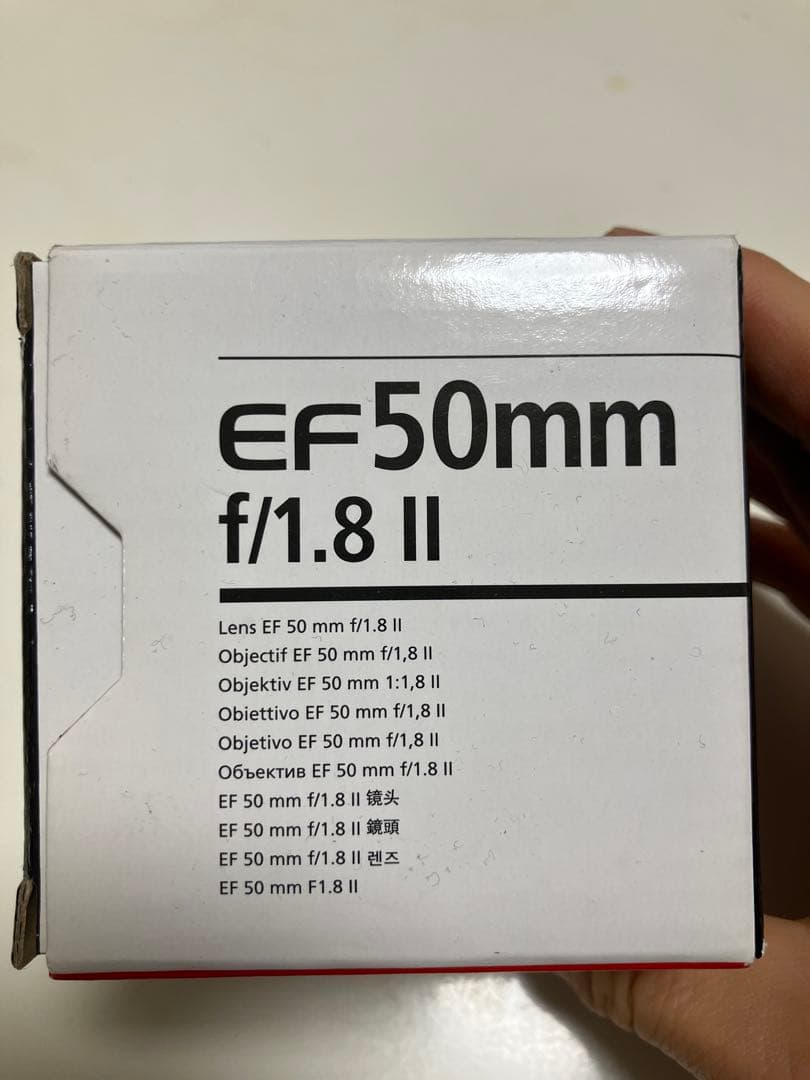 EF50mm
f/1.8 II
Lens EF 50 mm f/1.8 II
Objectif EF 50 mm f/1,8 II
Objektiv EF 50 mm 1:1,8 II
Obiettivo EF 50 mm f/1,8 II
Objetivo EF 50 mm f/1,8 II
Объектив EF 50 mm f/1.8 II
EF 50 mm f/1.8 II 镜头
EF 50 mm f/1.8 II 鏡頭
EF 50 mm f/1.8 II 렌즈
EF 50 mm F1.8 II